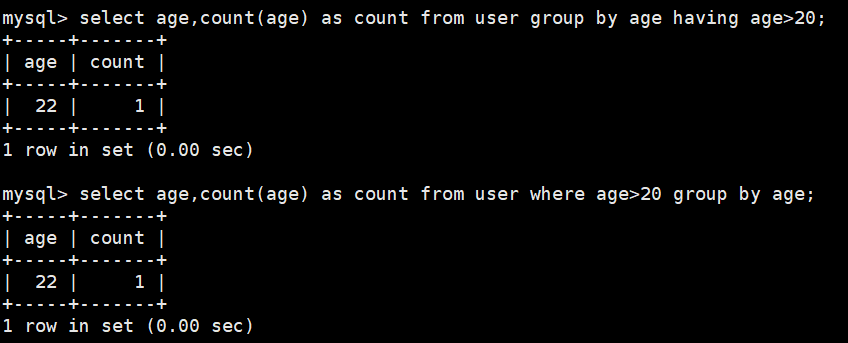 mysql> select age,count(age) as count from user group by age having age>20;
+-----+-------+
| age | count |
+-----+-------+
|  22 |     1 |
+-----+-------+
1 row in set (0.00 sec)

mysql> select age,count(age) as count from user where age>20 group by age;
+-----+-------+
| age | count |
+-----+-------+
|  22 |     1 |
+-----+-------+
1 row in set (0.00 sec)